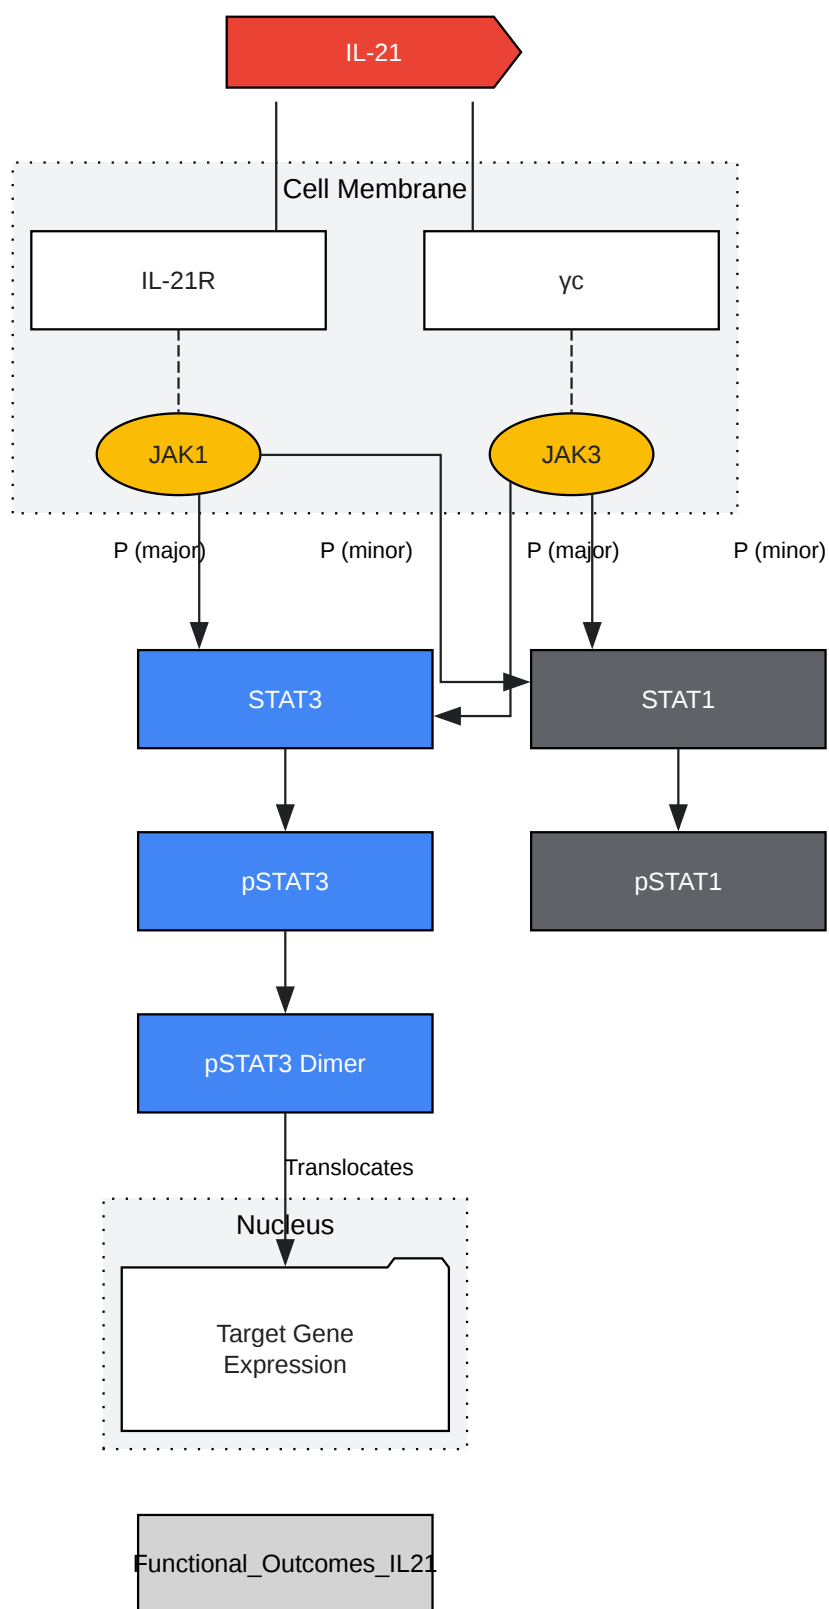 IL-21
Cell Membrane
IL-21R
γc
JAK1
JAK3
P (major)
P (minor)
P (major)
P (minor)
STAT3
STAT1
pSTAT3
pSTAT1
pSTAT3 Dimer
Translocates
Nucleus
Target Gene
Expression
Functional_Outcomes_IL21